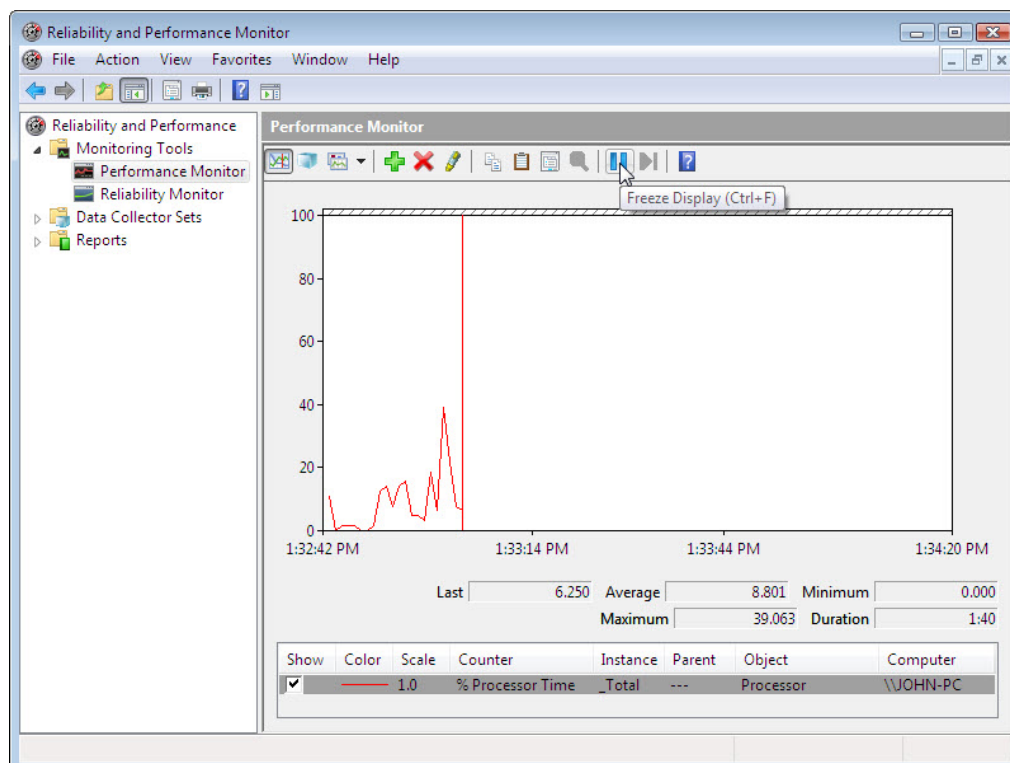 Reliability and Performance Monitor
File Action View Favorites Window Help
Reliability and Performance
Monitoring Tools
Performance Monitor
Reliability Monitor
Data Collector Sets
Reports
Performance Monitor
Freeze Display (Ctrl+F)
100
80
60
40
20
0
1:32:42 PM 1:33:14 PM 1:33:44 PM 1:34:20 PM
Last 6.250 Average 8.801 Minimum 0.000
Maximum 39.063 Duration 1:40
Show Color Scale Counter Instance Parent Object Computer
1.0 % Processor Time _Total --- Processor \\JOHN-PC